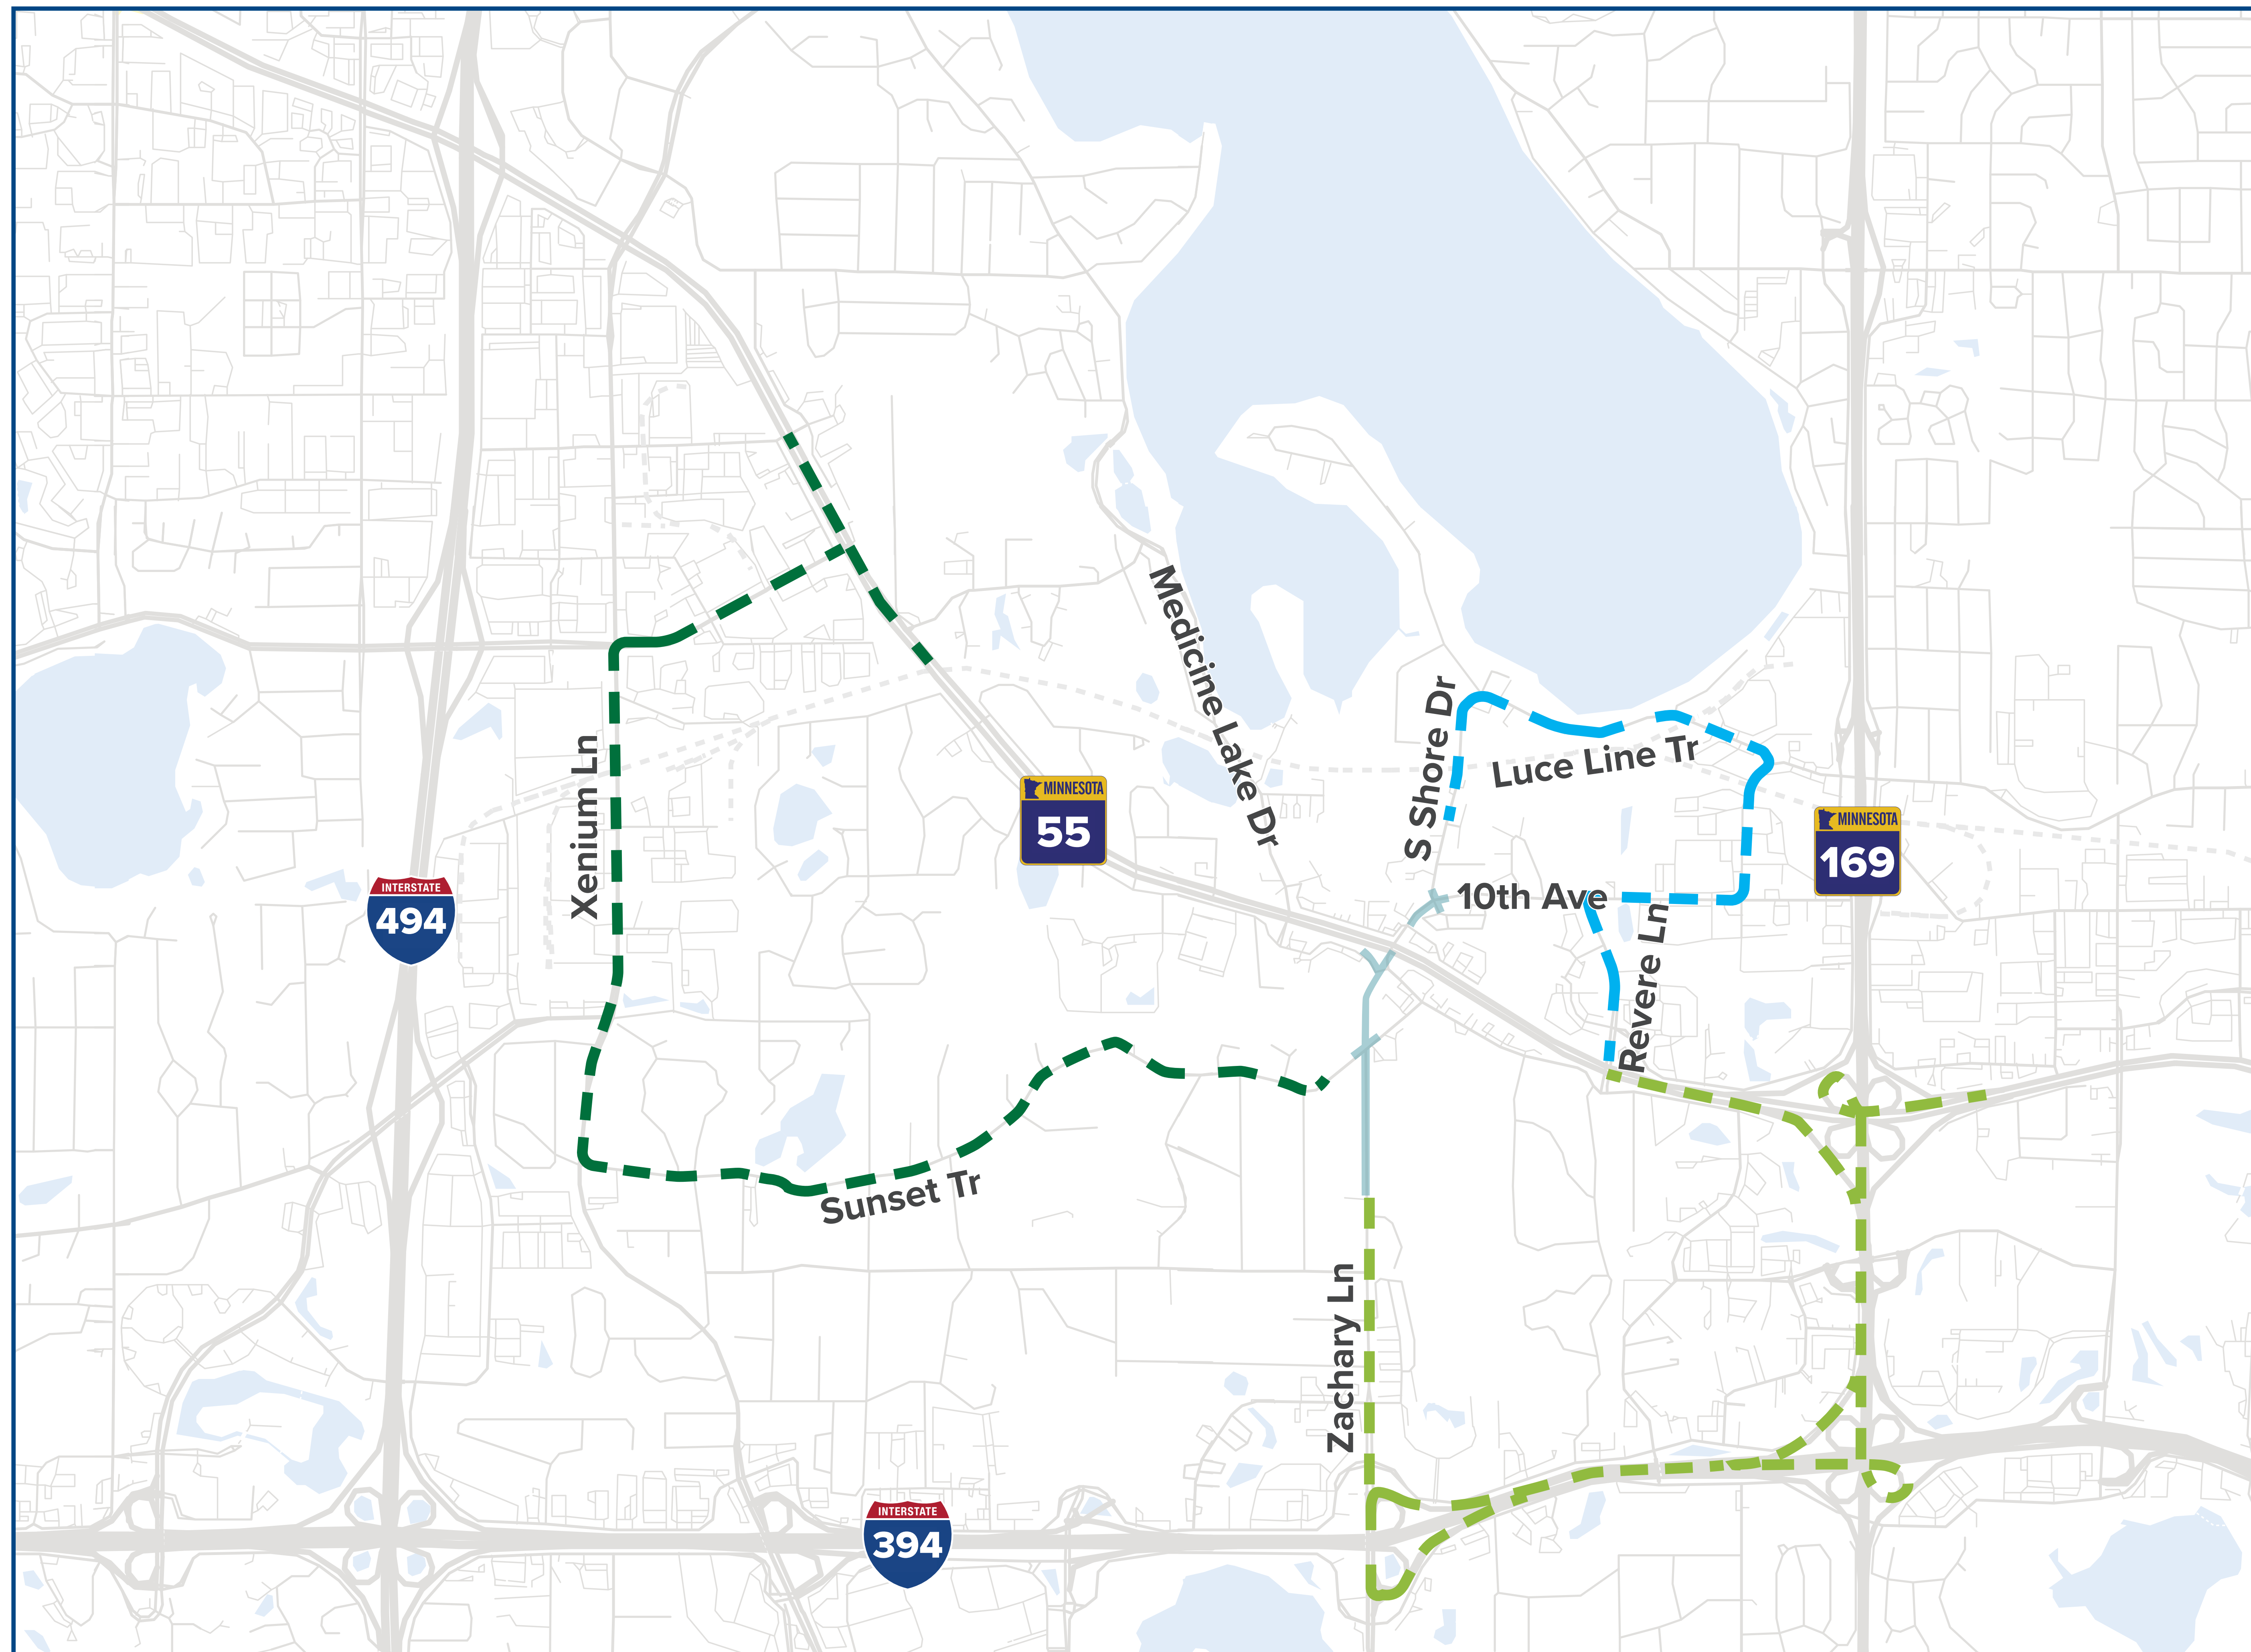 Medicine Lake Dr
S Shore Dr
Luce Line Tr
Xenium Ln
MINNESOTA
55
MINNESOTA
169
INTERSTATE
494
10th Ave
Revere Ln
Sunset Tr
Zachary Ln
INTERSTATE
394